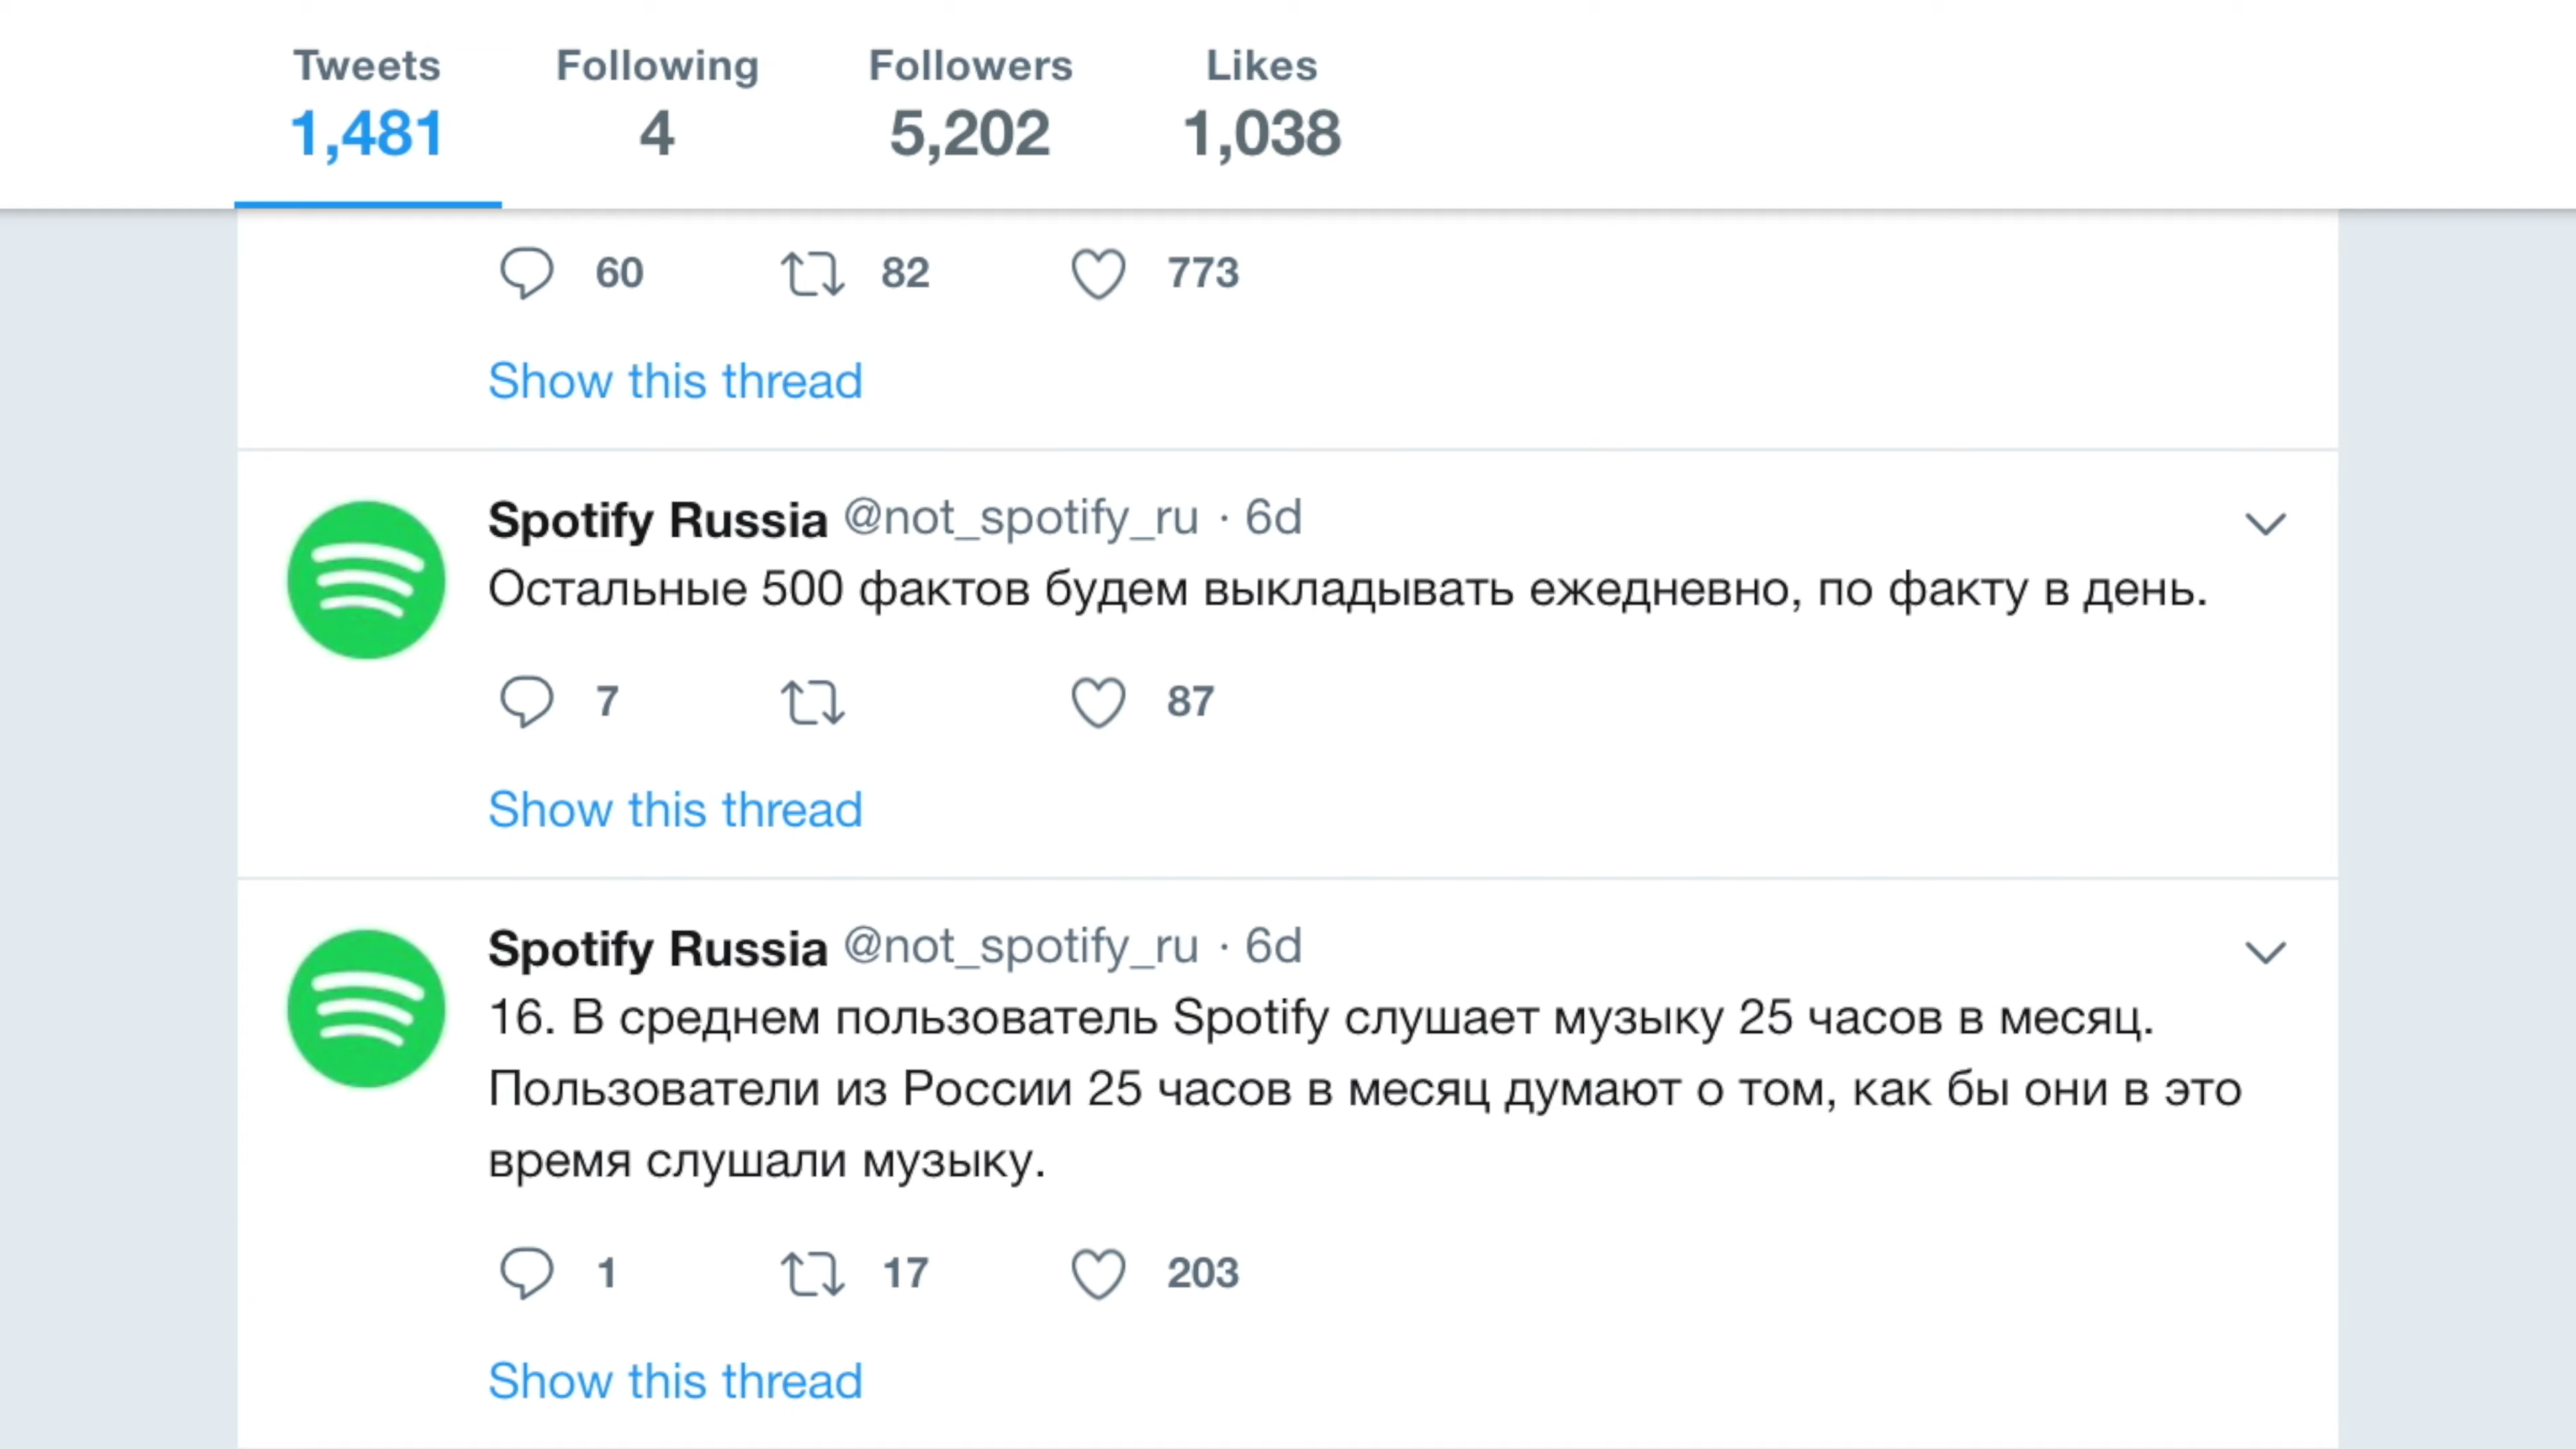 Tweets Following Followers Likes
1,481 4 5,202 1,038
60 82 773
Show this thread
Spotify Russia @not_spotify_ru · 6d
Остальные 500 фактов будем выкладывать ежедневно, по факту в день.
7 87
Show this thread
Spotify Russia @not_spotify_ru · 6d
16. В среднем пользователь Spotify слушает музыку 25 часов в месяц.
Пользователи из России 25 часов в месяц думают о том, как бы они в это
время слушали музыку.
1 17 203
Show this thread